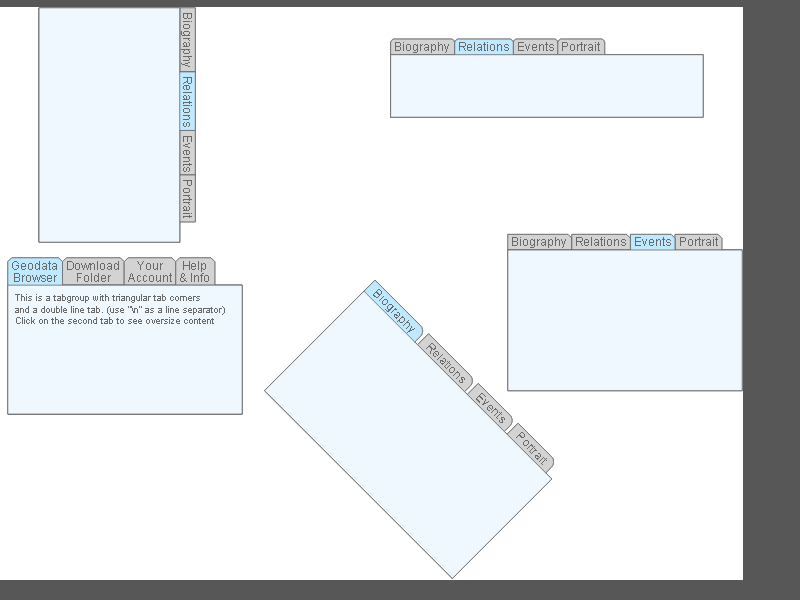 Biography
Relations
Events
Portrait
Biography Relations Events Portrait
Biography Relations Events Portrait
Geodata Browser
Download Folder
Your Account
Help & Info
This is a tabgroup with triangular tab corners
and a double line tab. (use "\n" as a line separator)
Click on the second tab to see oversize content
Biography
Relations
Events
Portrait